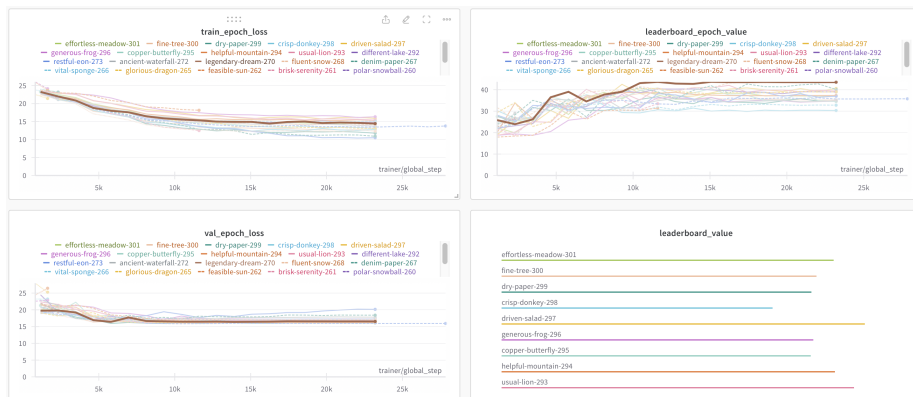 train_epoch_loss
effortless-meadow-301 fine-tree-300 dry-paper-299 crisp-donkey-298 driven-salad-297
generous-frog-296 copper-butterfly-295 helpful-mountain-294 usual-lion-293 different-lake-292
restful-eon-273 ancient-waterfall-272 legendary-dream-270 fluent-snow-268 denim-paper-267
vital-sponge-266 glorious-dragon-265 feasible-sun-262 brisk-serenity-261 polar-snowball-260
25
20
15
10
5
0
trainer/global_step
5k 10k 15k 20k 25k
leaderboard_epoch_value
effortless-meadow-301 fine-tree-300 dry-paper-299 crisp-donkey-298 driven-salad-297
generous-frog-296 copper-butterfly-295 helpful-mountain-294 usual-lion-293 different-lake-292
restful-eon-273 ancient-waterfall-272 legendary-dream-270 fluent-snow-268 denim-paper-267
vital-sponge-266 glorious-dragon-265 feasible-sun-262 brisk-serenity-261 polar-snowball-260
40
30
20
10
0
trainer/global_step
5k 10k 15k 20k 25k
val_epoch_loss
effortless-meadow-301 fine-tree-300 dry-paper-299 crisp-donkey-298 driven-salad-297
generous-frog-296 copper-butterfly-295 helpful-mountain-294 usual-lion-293 different-lake-292
restful-eon-273 ancient-waterfall-272 legendary-dream-270 fluent-snow-268 denim-paper-267
vital-sponge-266 glorious-dragon-265 feasible-sun-262 brisk-serenity-261 polar-snowball-260
25
20
15
10
5
0
trainer/global_step
5k 10k 15k 20k 25k
leaderboard_value
effortless-meadow-301
fine-tree-300
dry-paper-299
crisp-donkey-298
driven-salad-297
generous-frog-296
copper-butterfly-295
helpful-mountain-294
usual-lion-293